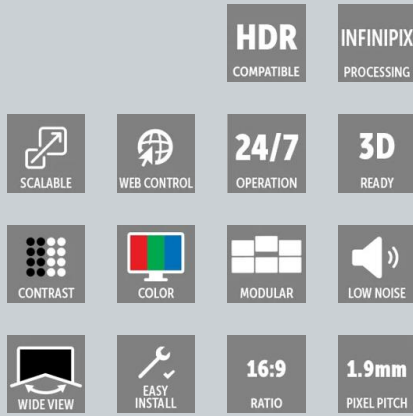 HDR
COMPATIBLE
INFINIPIX
PROCESSING
SCALABLE
WEB CONTROL
24/7
OPERATION
3D
READY
CONTRAST
COLOR
MODULAR
LOW NOISE
WIDE VIEW
EASY
INSTALL
16:9
RATIO
1.9mm
PIXEL PITCH